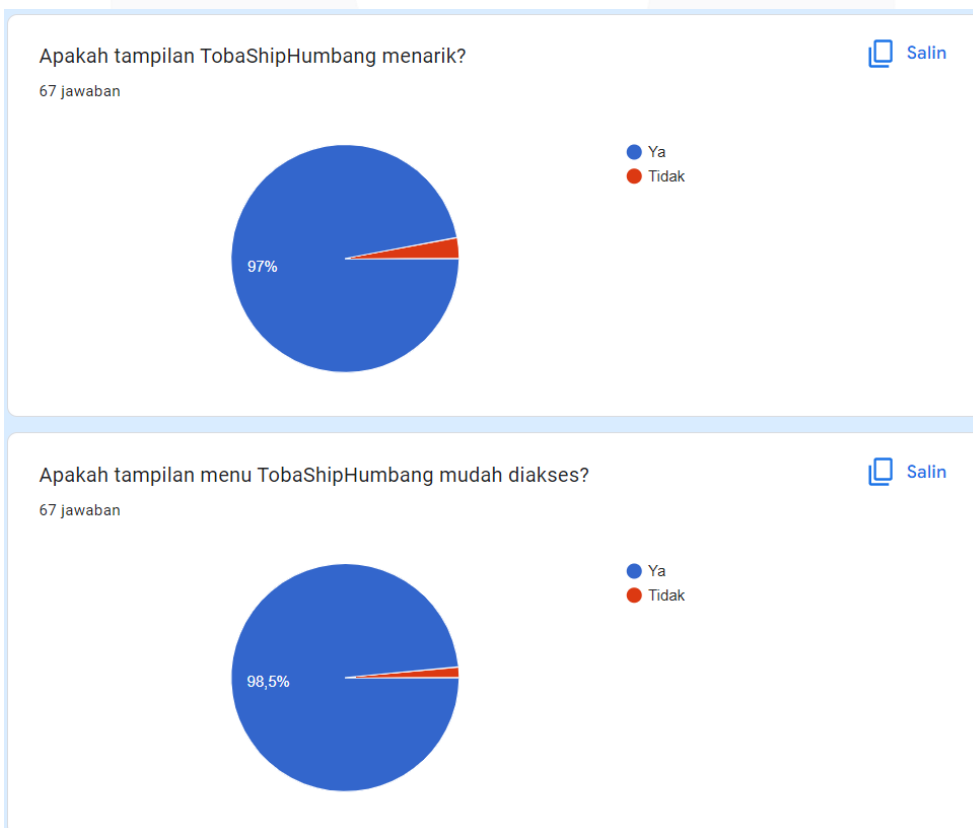 Apakah tampilan TobaShipHumbang menarik?
Salin
67 jawaban
Ya
Tidak
97%
Apakah tampilan menu TobaShipHumbang mudah diakses?
Salin
67 jawaban
Ya
Tidak
98,5%